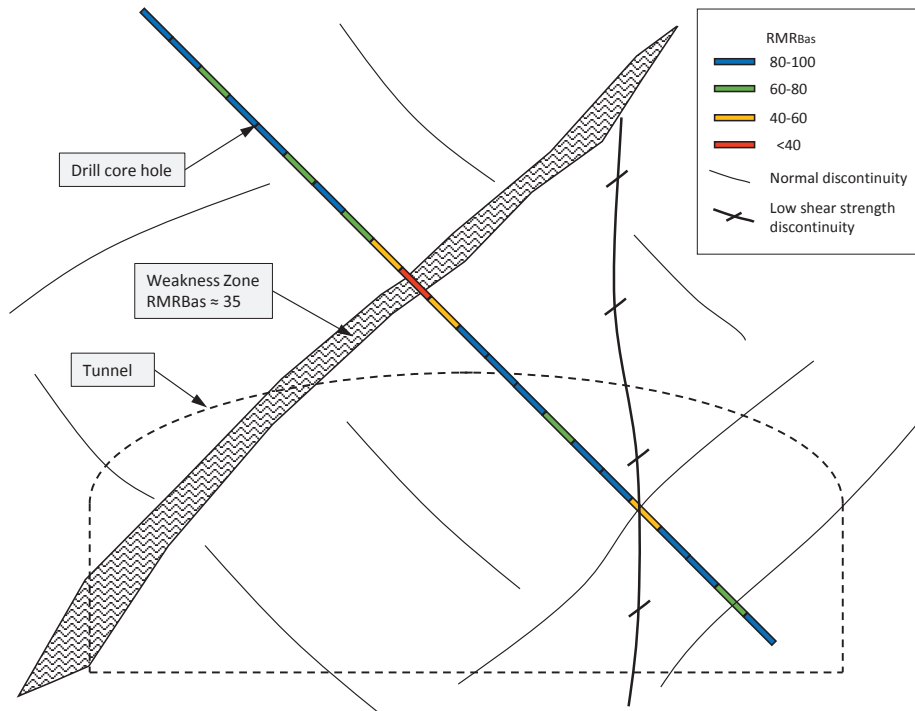 RMRBas
80-100
60-80
40-60
<40
Normal discontinuity
Low shear strength
discontinuity
Drill core hole
Weakness Zone
RMRBas ≈ 35
Tunnel